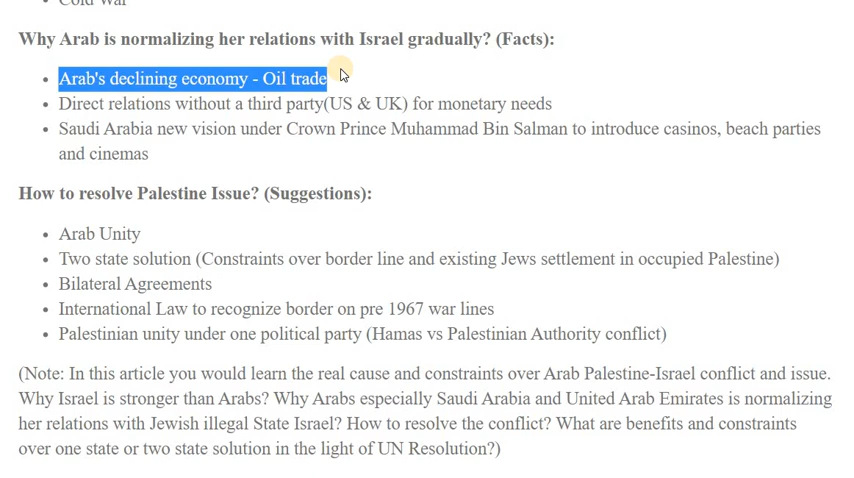 Cold War
Why Arab is normalizing her relations with Israel gradually? (Facts):
Arab's declining economy - Oil trade
Direct relations without a third party(US & UK) for monetary needs
Saudi Arabia new vision under Crown Prince Muhammad Bin Salman to introduce casinos, beach parties
and cinemas
How to resolve Palestine Issue? (Suggestions):
Arab Unity
Two state solution (Constraints over border line and existing Jews settlement in occupied Palestine)
Bilateral Agreements
International Law to recognize border on pre 1967 war lines
Palestinian unity under one political party (Hamas vs Palestinian Authority conflict)
(Note: In this article you would learn the real cause and constraints over Arab Palestine-Israel conflict and issue.
Why Israel is stronger than Arabs? Why Arabs especially Saudi Arabia and United Arab Emirates is normalizing
her relations with Jewish illegal State Israel? How to resolve the conflict? What are benefits and constraints
over one state or two state solution in the light of UN Resolution?)